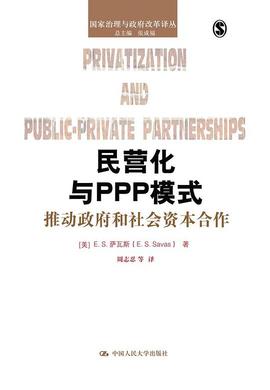 国家治理与政府改革译丛
总主编 张成福
S
PRIVATIZATION
AND
PUBLIC-PRIVATE PARTNERSHIPS
民营化
与PPP模式
推动政府和社会资本合作
[美] E. S. 萨瓦斯（E. S. Savas） 著
周志忍 等 译
中国人民大学出版社